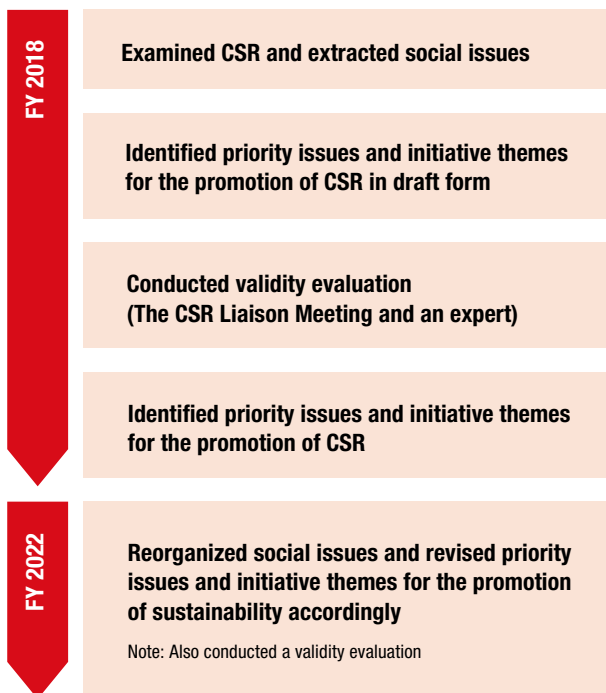 FY 2018
Examined CSR and extracted social issues
Identified priority issues and initiative themes
for the promotion of CSR in draft form
Conducted validity evaluation
(The CSR Liaison Meeting and an expert)
Identified priority issues and initiative themes
for the promotion of CSR
FY 2022
Reorganized social issues and revised priority
issues and initiative themes for the promotion
of sustainability accordingly
Note: Also conducted a validity evaluation